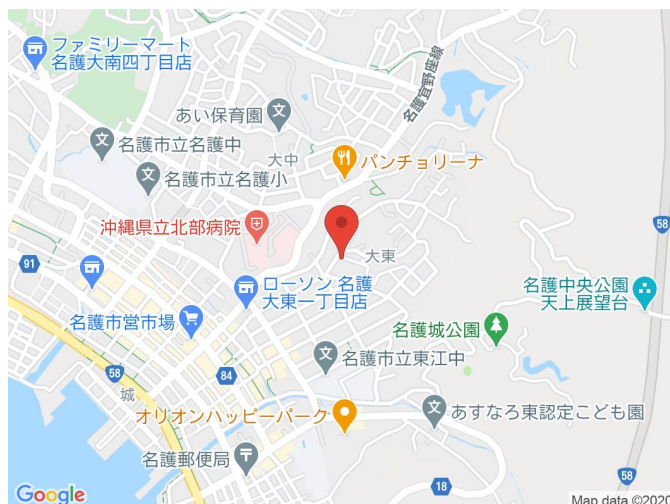 ファミリーマート
名護大南四丁目店
あい保育園
名護宜野座線
名護市立名護中
大中
パンチョリーナ
名護市立名護小
沖縄県立北部病院
58
大東
91
ローソン 名護
大東一丁目店
名護中央公園
天上展望台
名護市営市場
名護城公園
名護市立東江中
58
84
城
オリオンハッピーパーク
あすなろ東認定こども園
名護郵便局
18
58
Google
Map data ©2020